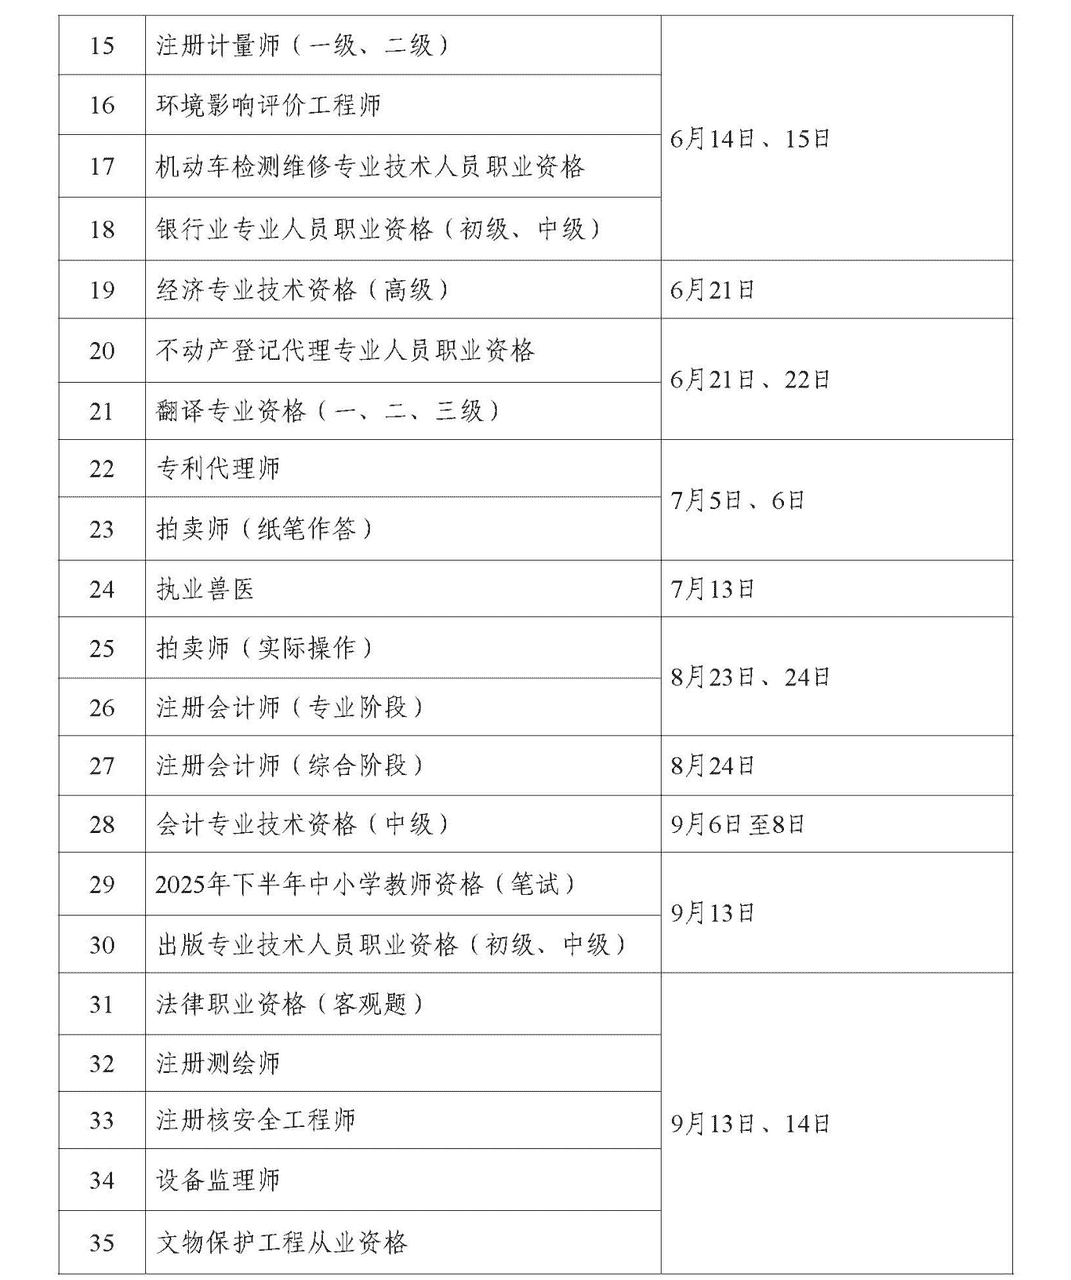 15 注册计量师（一级、二级）
16 环境影响评价工程师
6月14日、15日
17 机动车检测维修专业技术人员职业资格
18 银行业专业人员职业资格（初级、中级）
19 经济专业技术资格（高级） 6月21日
20 不动产登记代理专业人员职业资格
6月21日、22日
21 翻译专业资格（一、二、三级）
22 专利代理师
7月5日、6日
23 拍卖师（纸笔作答）
24 执业兽医 7月13日
25 拍卖师（实际操作）
8月23日、24日
26 注册会计师（专业阶段）
27 注册会计师（综合阶段） 8月24日
28 会计专业技术资格（中级） 9月6日至8日
29 2025年下半年中小学教师资格（笔试）
9月13日
30 出版专业技术人员职业资格（初级、中级）
31 法律职业资格（客观题）
32 注册测绘师
33 注册核安全工程师 9月13日、14日
34 设备监理师
35 文物保护工程从业资格